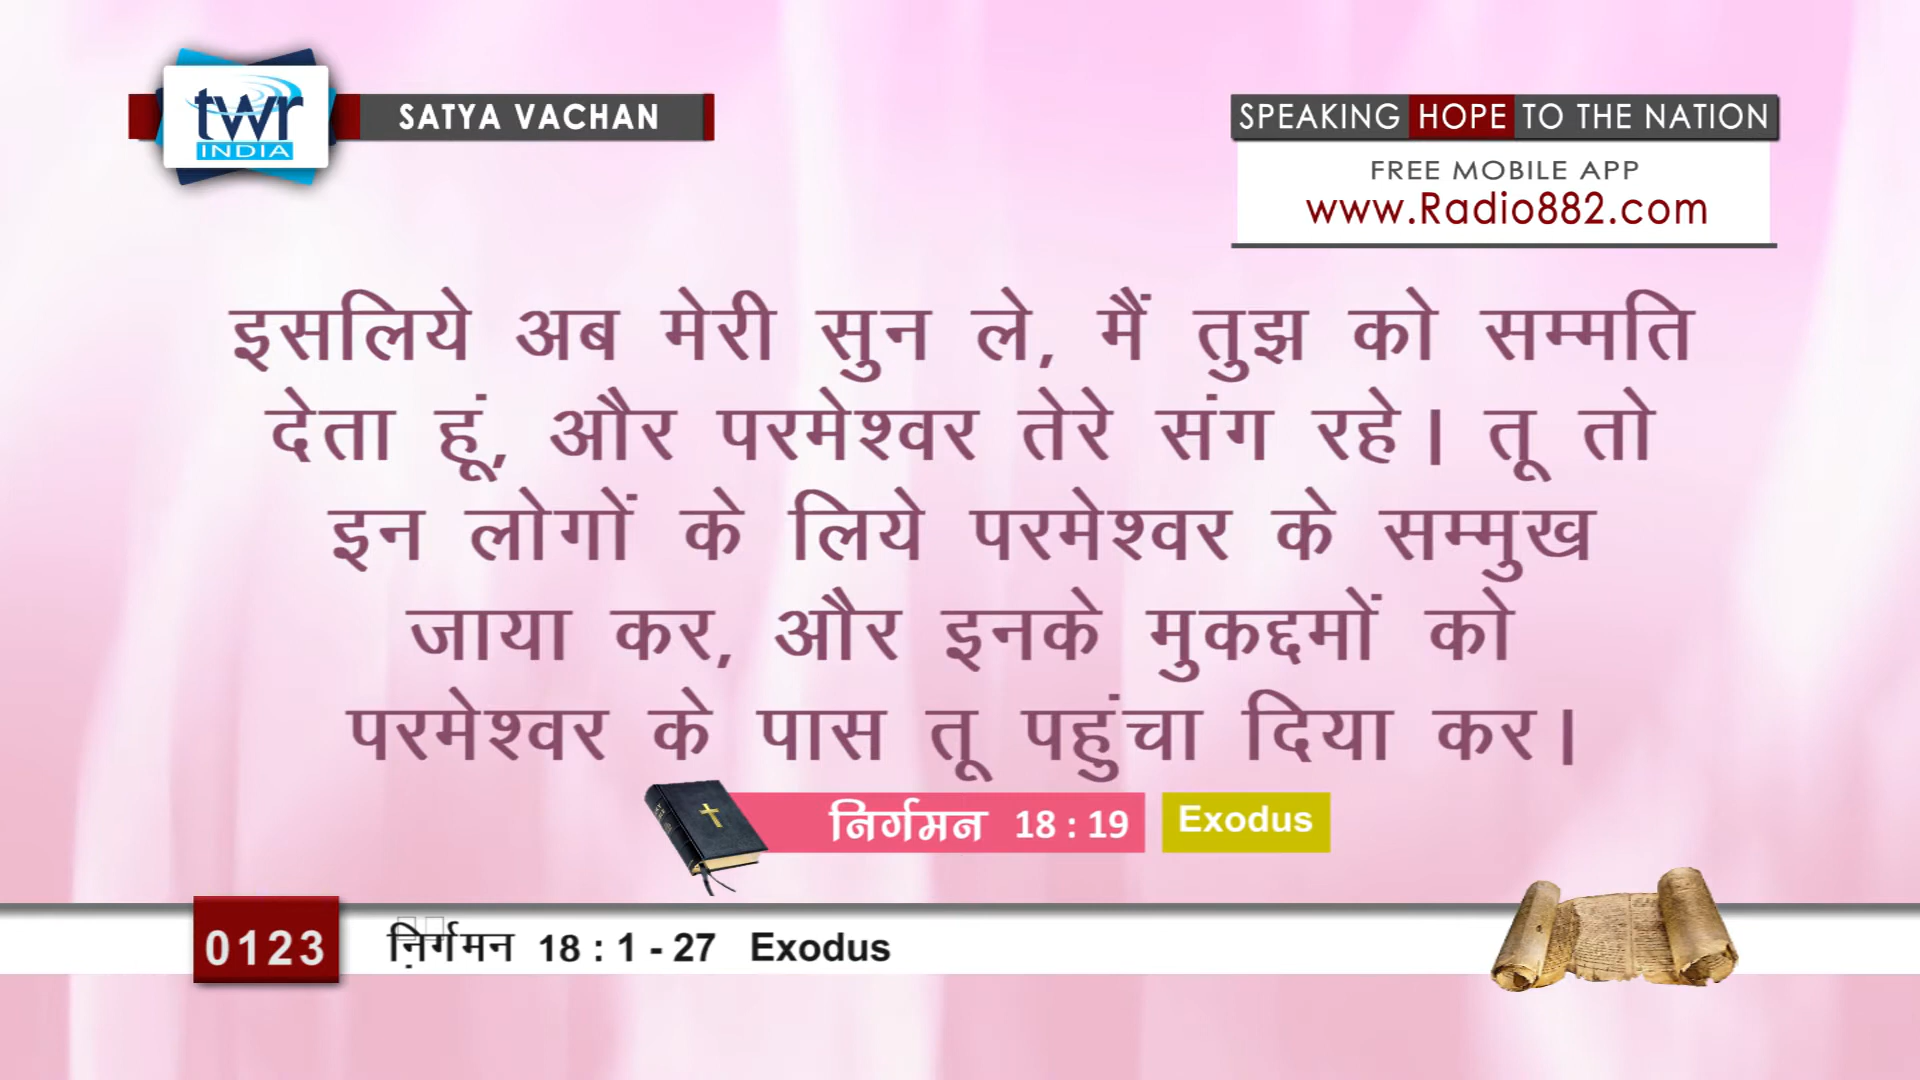 twr
INDIA
SATYA VACHAN
SPEAKING HOPE TO THE NATION
FREE MOBILE APP
www.Radio882.com
इसलिये अब मेरी सुन ले, मैं तुझ को सम्मति
देता हूं, और परमेश्वर तेरे संग रहे। तू तो
इन लोगों के लिये परमेश्वर के सम्मुख
जाया कर, और इनके मुकद्दमों को
परमेश्वर के पास तू पहुंचा दिया कर।
निर्गमन 18 : 19 Exodus
0123 निर्गमन 18 : 1 - 27 Exodus